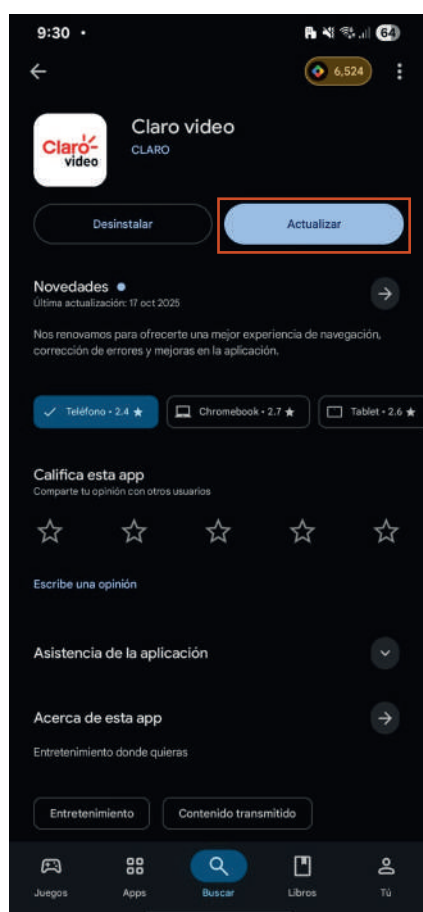 9:30 •
64
6,524
Claro-
video
Claro video
CLARO
Desinstalar
Actualizar
Novedades •
Última actualización: 17 oct 2025
Nos renovamos para ofrecerte una mejor experiencia de navegación,
corrección de errores y mejoras en la aplicación.
Teléfono • 2.4 ★
Chromebook • 2.7 ★
Tablet • 2.6 ★
Califica esta app
Comparte tu opinión con otros usuarios
Escribe una opinión
Asistencia de la aplicación
Acerca de esta app
Entretenimiento donde quieras
Entretenimiento
Contenido transmitido
Juegos
Apps
Buscar
Libros
Tú